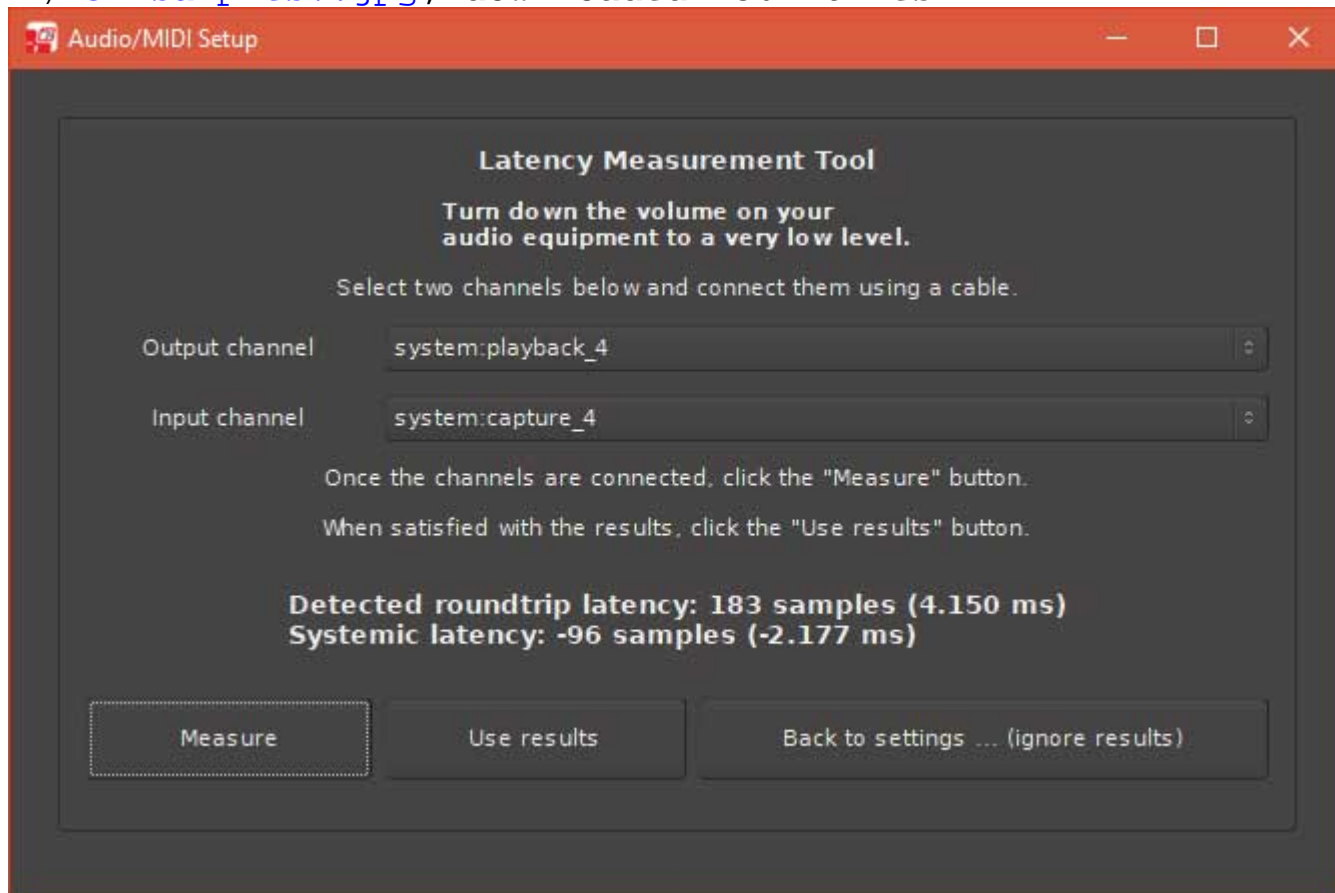 Audio/MIDI Setup
Latency Measurement Tool
Turn down the volume on your
audio equipment to a very low level.
Select two channels below and connect them using a cable.
Output channel system:playback_4
Input channel system:capture_4
Once the channels are connected, click the "Measure" button.
When satisfied with the results, click the "Use results" button.
Detected roundtrip latency: 183 samples (4.150 ms)
Systemic latency: -96 samples (-2.177 ms)
Measure Use results Back to settings ... (ignore results)